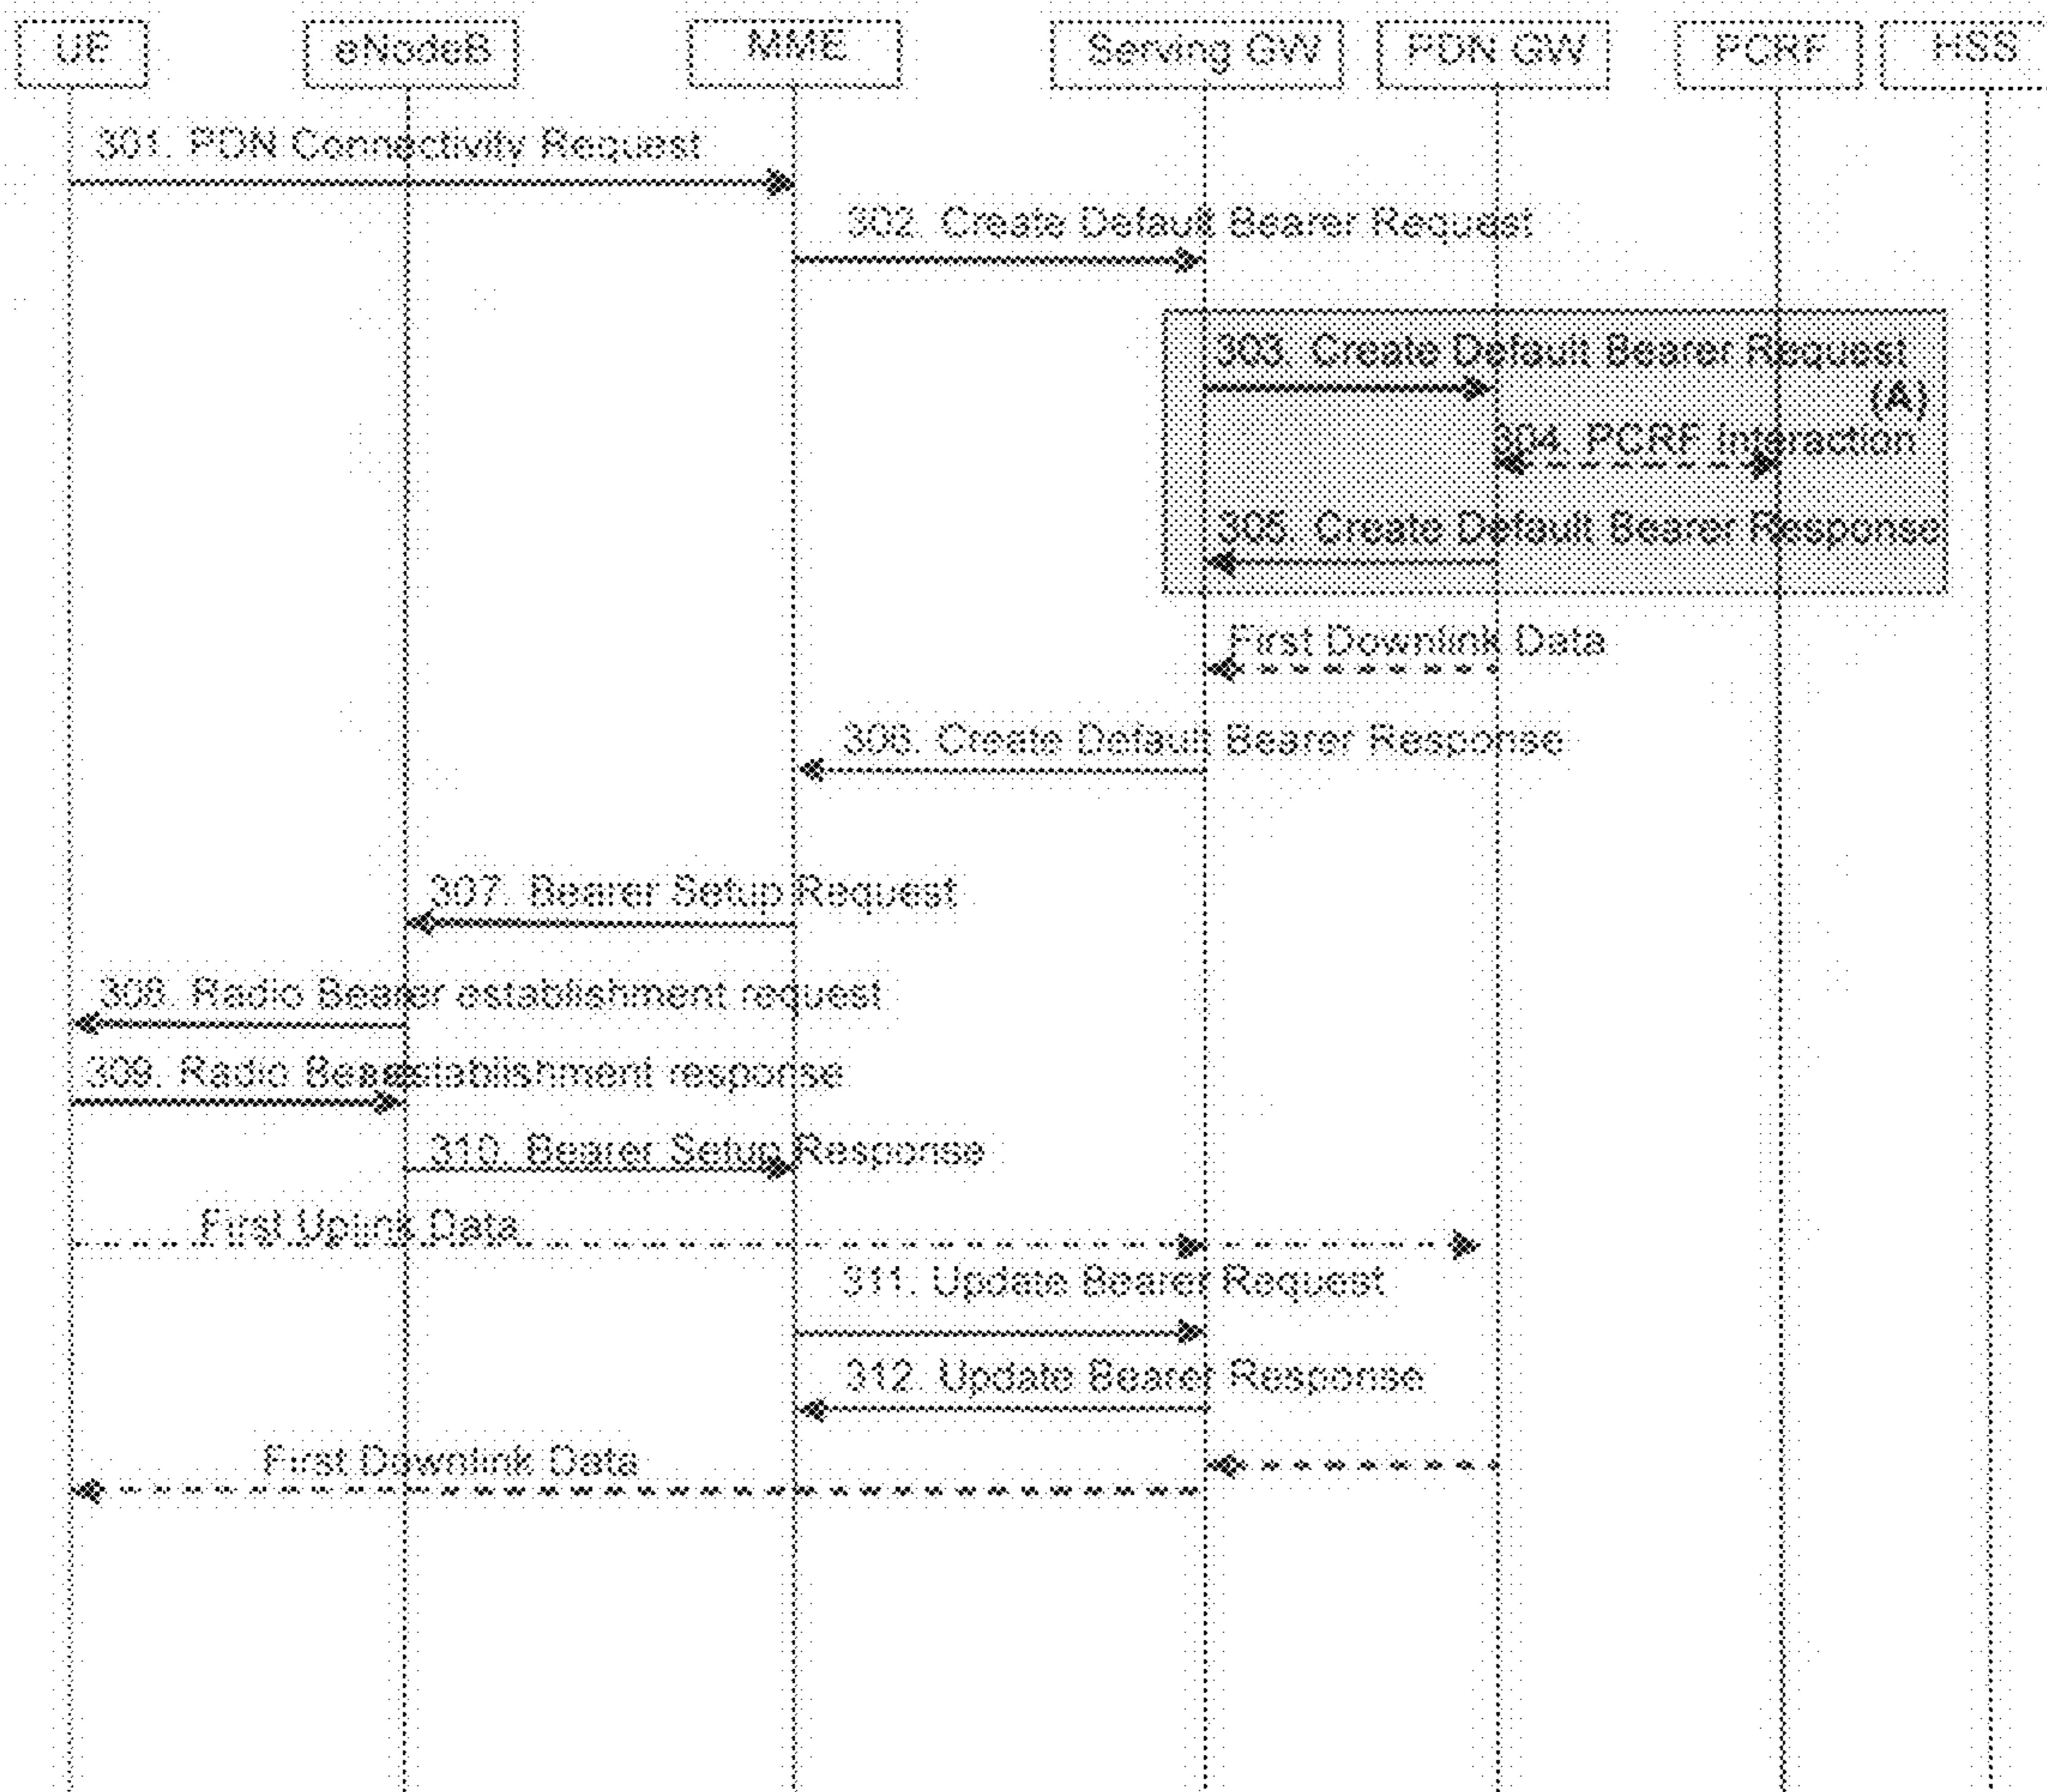 UE eNodeB MME Serving GW PDN GW PCRF HSS
301. PDN Connectivity Request
302. Create Default Bearer Request
303. Create Default Bearer Request
(A)
304. PCRF Interaction
305. Create Default Bearer Response
First Downlink Data
306. Create Default Bearer Response
307. Bearer Setup Request
308. Radio Bearer establishment request
309. Radio Bearestablishment response
310. Bearer Setup Response
First Uplink Data
311. Update Bearer Request
312. Update Bearer Response
First Downlink Data